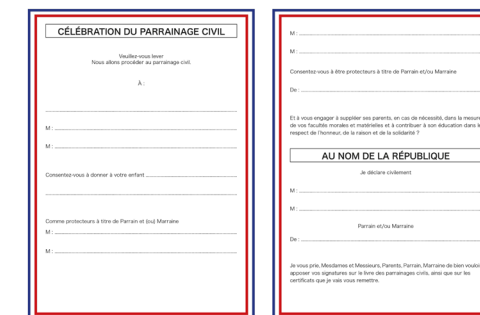 CÉLÉBRATION DU PARRAINAGE CIVIL
Veuillez-vous lever
Nous allons procéder au parrainage civil.
À :
M :
M :
Consentez-vous à donner à votre enfant
Comme protecteurs à titre de Parrain et (ou) Marraine
M :
M :
M :
M :
Consentez-vous à être protecteurs à titre de Parrain et/ou Marraine
De :
Et à vous engager à suppléer ses parents, en cas de nécessité, dans la mesure
de vos facultés morales et matérielles et à contribuer à son éducation dans le
respect de l'honneur, de la raison et de la solidarité ?
AU NOM DE LA RÉPUBLIQUE
Je déclare civilement
M :
M :
Parrain et/ou Marraine
De :
Je vous prie, Mesdames et Messieurs, Parents, Parrain, Marraine de bien vouloi
apposer vos signatures sur le livre des parrainages civils, ainsi que sur les
certificats que je vais vous remettre.